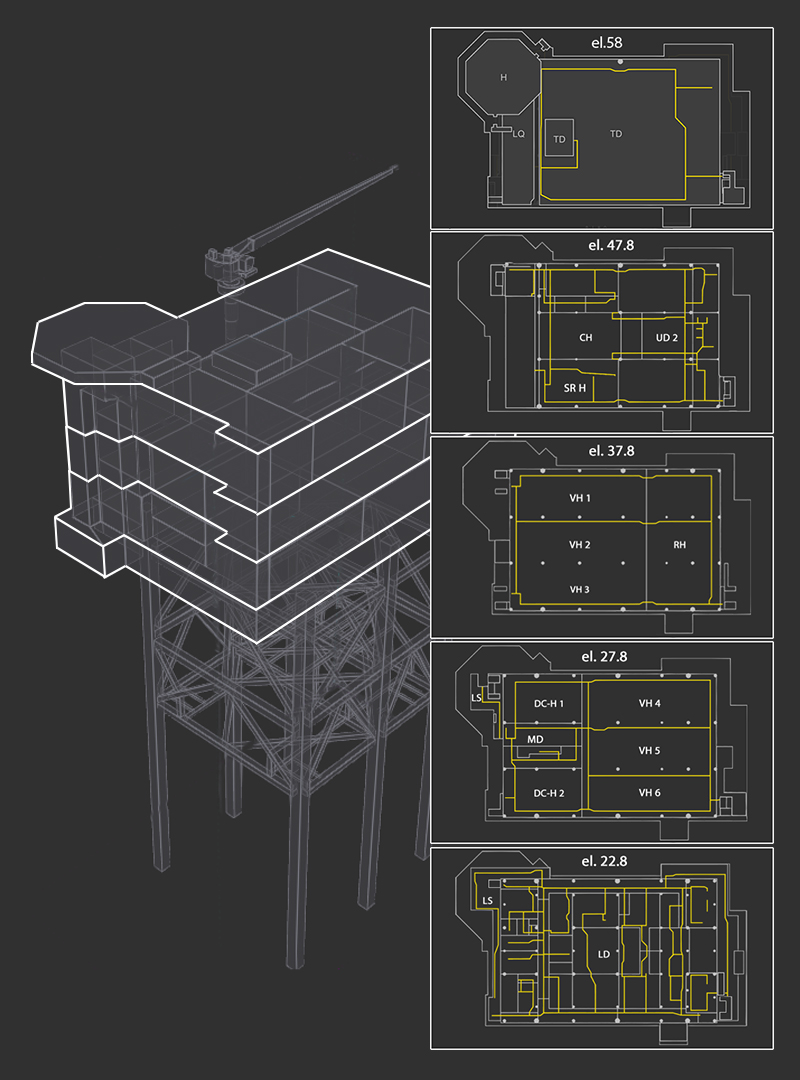 el.58
H
LQ
TD
TD
el. 47.8
CH
UD 2
SR H
el. 37.8
VH 1
VH 2
RH
VH 3
el. 27.8
LS
DC-H 1
VH 4
MD
VH 5
DC-H 2
VH 6
el. 22.8
LS
LD